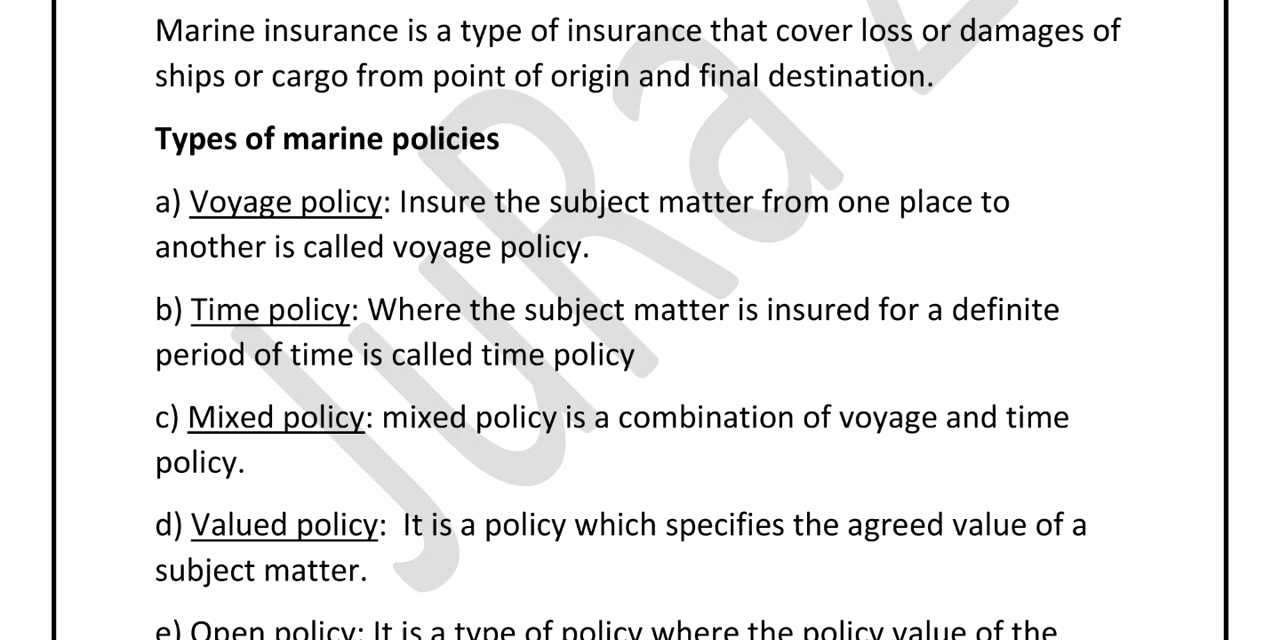 Marine insurance is a type of insurance that cover loss or damages of
ships or cargo from point of origin and final destination.
Types of marine policies
a) Voyage policy: Insure the subject matter from one place to
another is called voyage policy.
b) Time policy: Where the subject matter is insured for a definite
period of time is called time policy
c) Mixed policy: mixed policy is a combination of voyage and time
policy.
d) Valued policy:  It is a policy which specifies the agreed value of a
subject matter.
e) Open policy: It is a type of policy where the policy value of the
JuRa